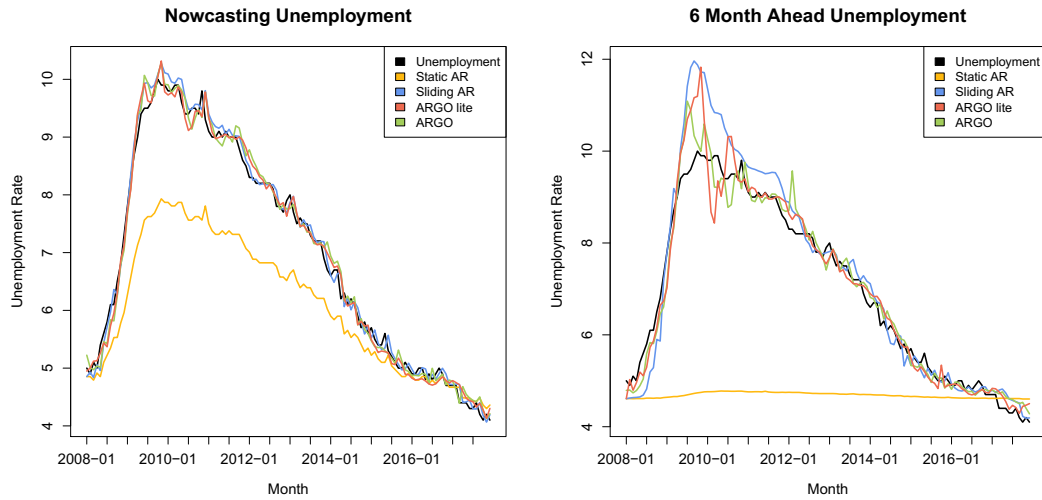 Nowcasting Unemployment
Unemployment Rate
10
9
8
7
6
5
4
Unemployment
Static AR
Sliding AR
ARGO lite
ARGO
2008−01
2010−01
2012−01
2014−01
2016−01
Month
6 Month Ahead Unemployment
Unemployment Rate
12
10
8
6
4
Unemployment
Static AR
Sliding AR
ARGO lite
ARGO
2008−01
2010−01
2012−01
2014−01
2016−01
Month